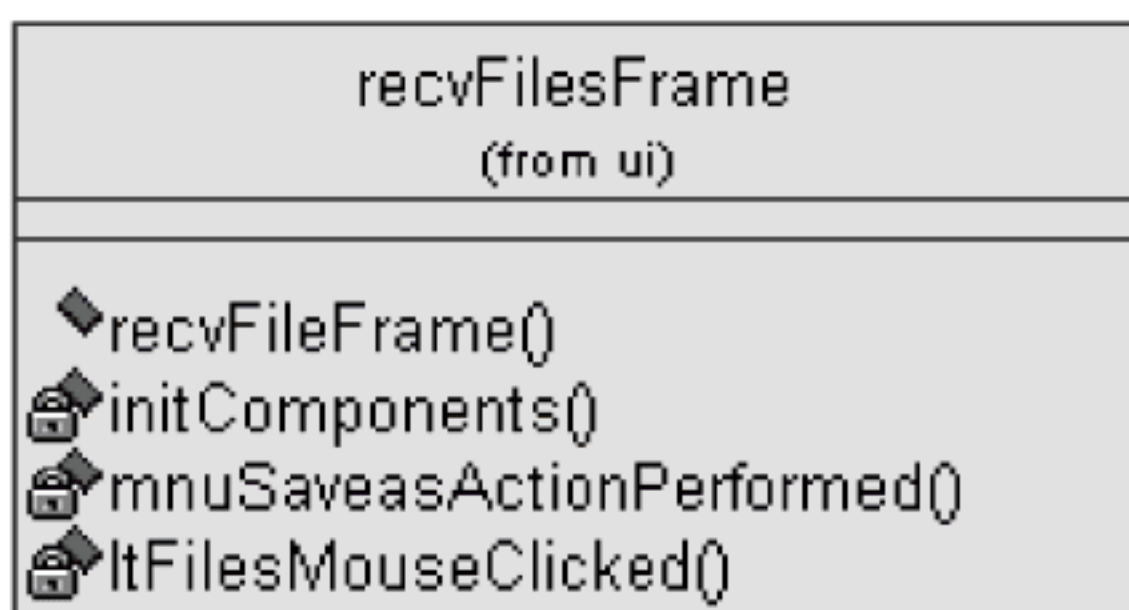 recvFilesFrame
(from ui)
recvFileFrame()
initComponents()
mnuSaveasActionPerformed()
ltFilesMouseClicked()